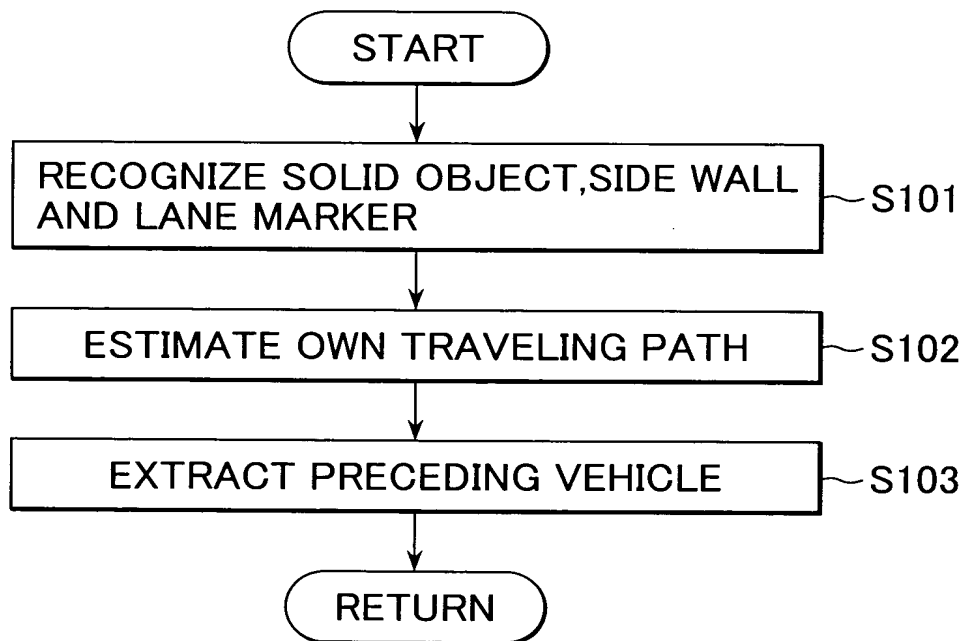 START
RECOGNIZE SOLID OBJECT,SIDE WALL
AND LANE MARKER
S101
ESTIMATE OWN TRAVELING PATH
S102
EXTRACT PRECEDING VEHICLE
S103
RETURN